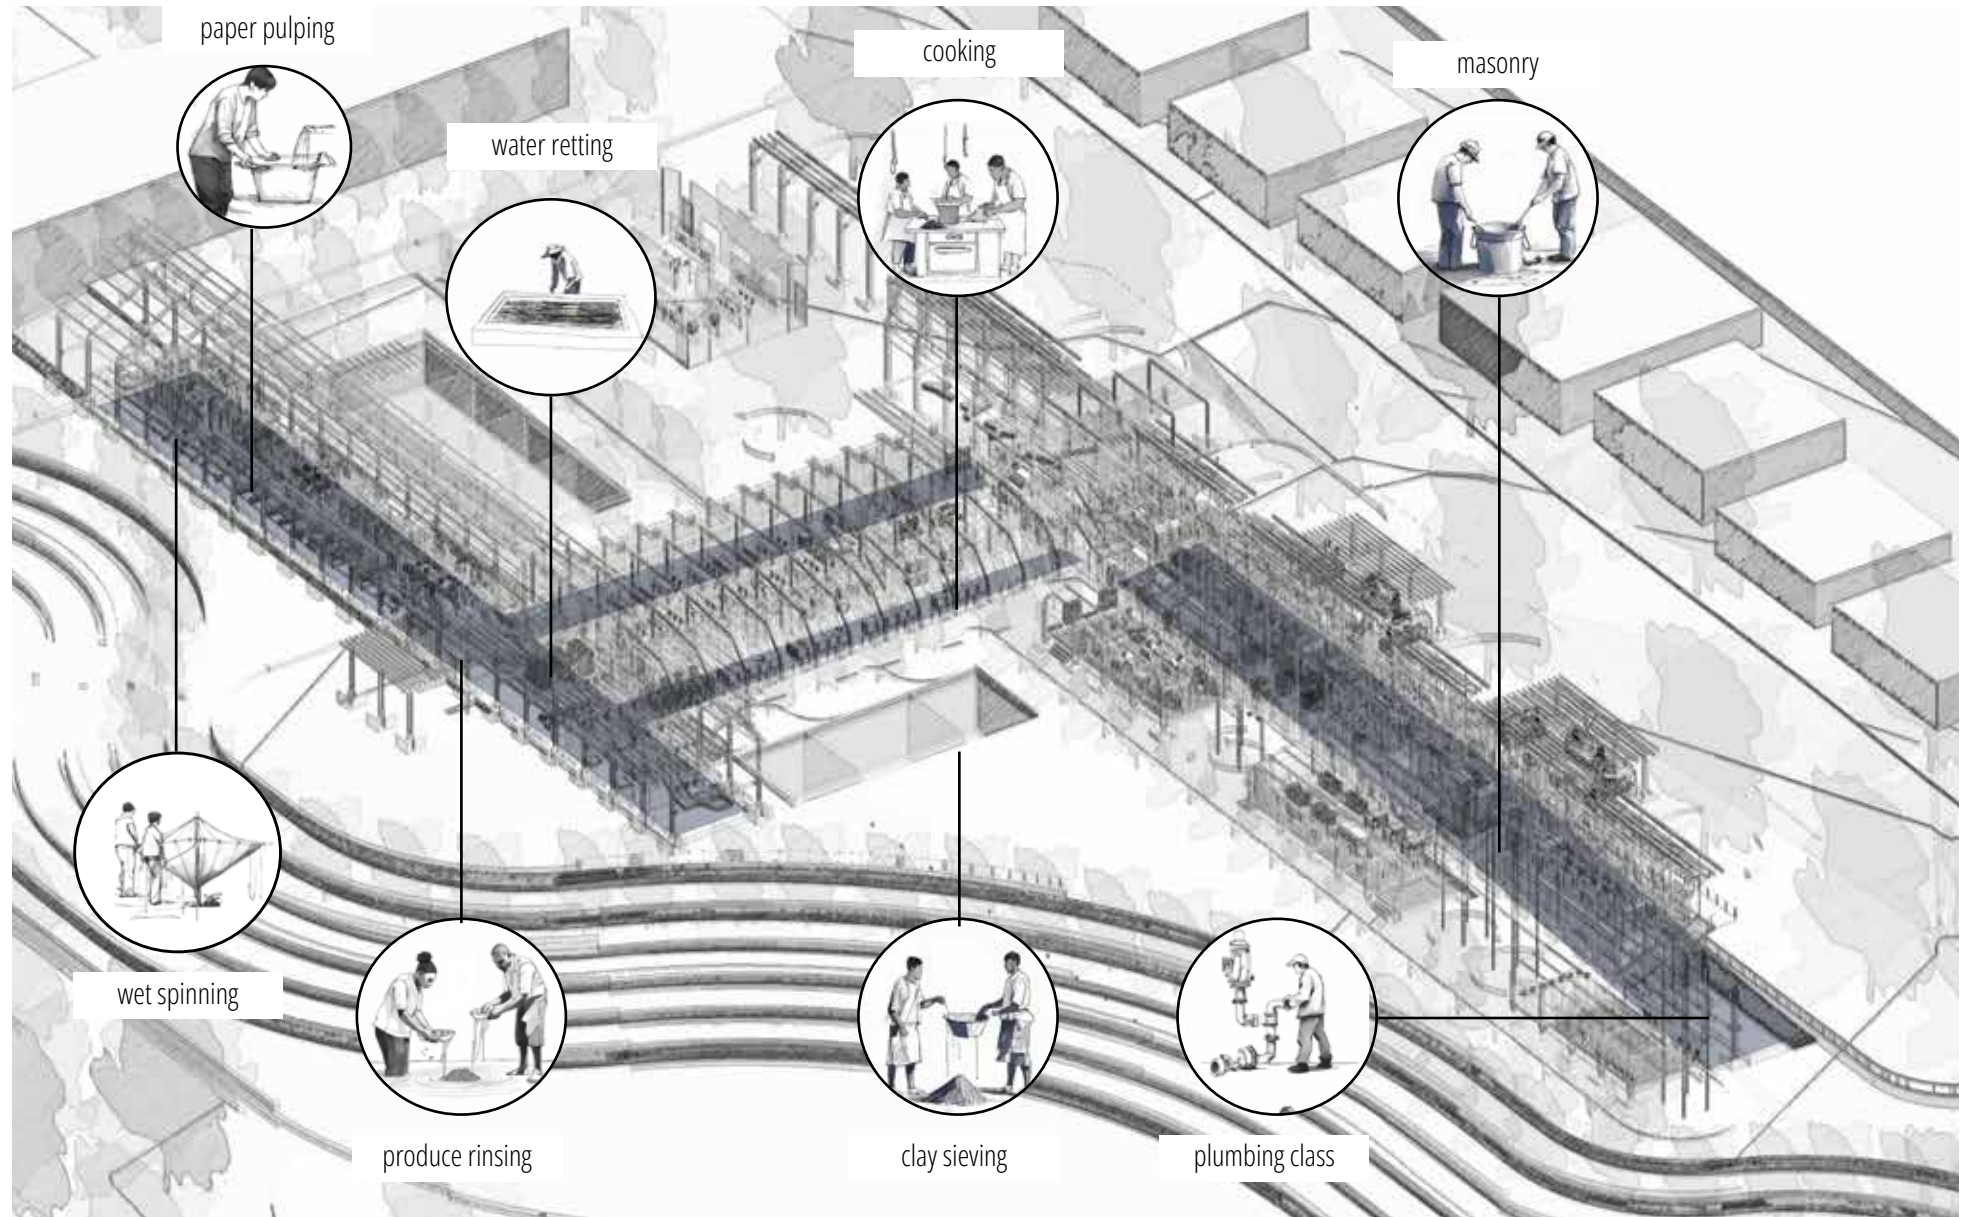 paper pulping
cooking
masonry
water retting
wet spinning
produce rinsing
clay sieving
plumbing class